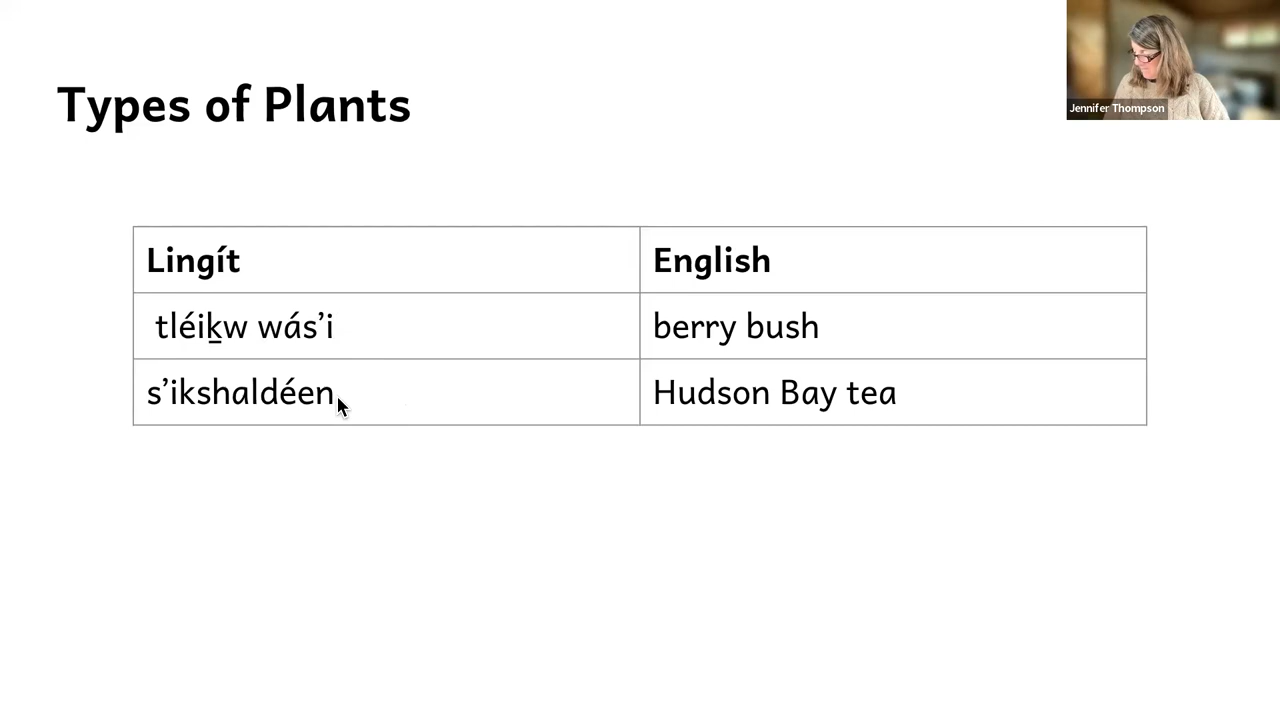 Types of Plants
Jennifer Thompson
Lingít English
tléiḵw wás’i berry bush
s’ikshaldéen Hudson Bay tea